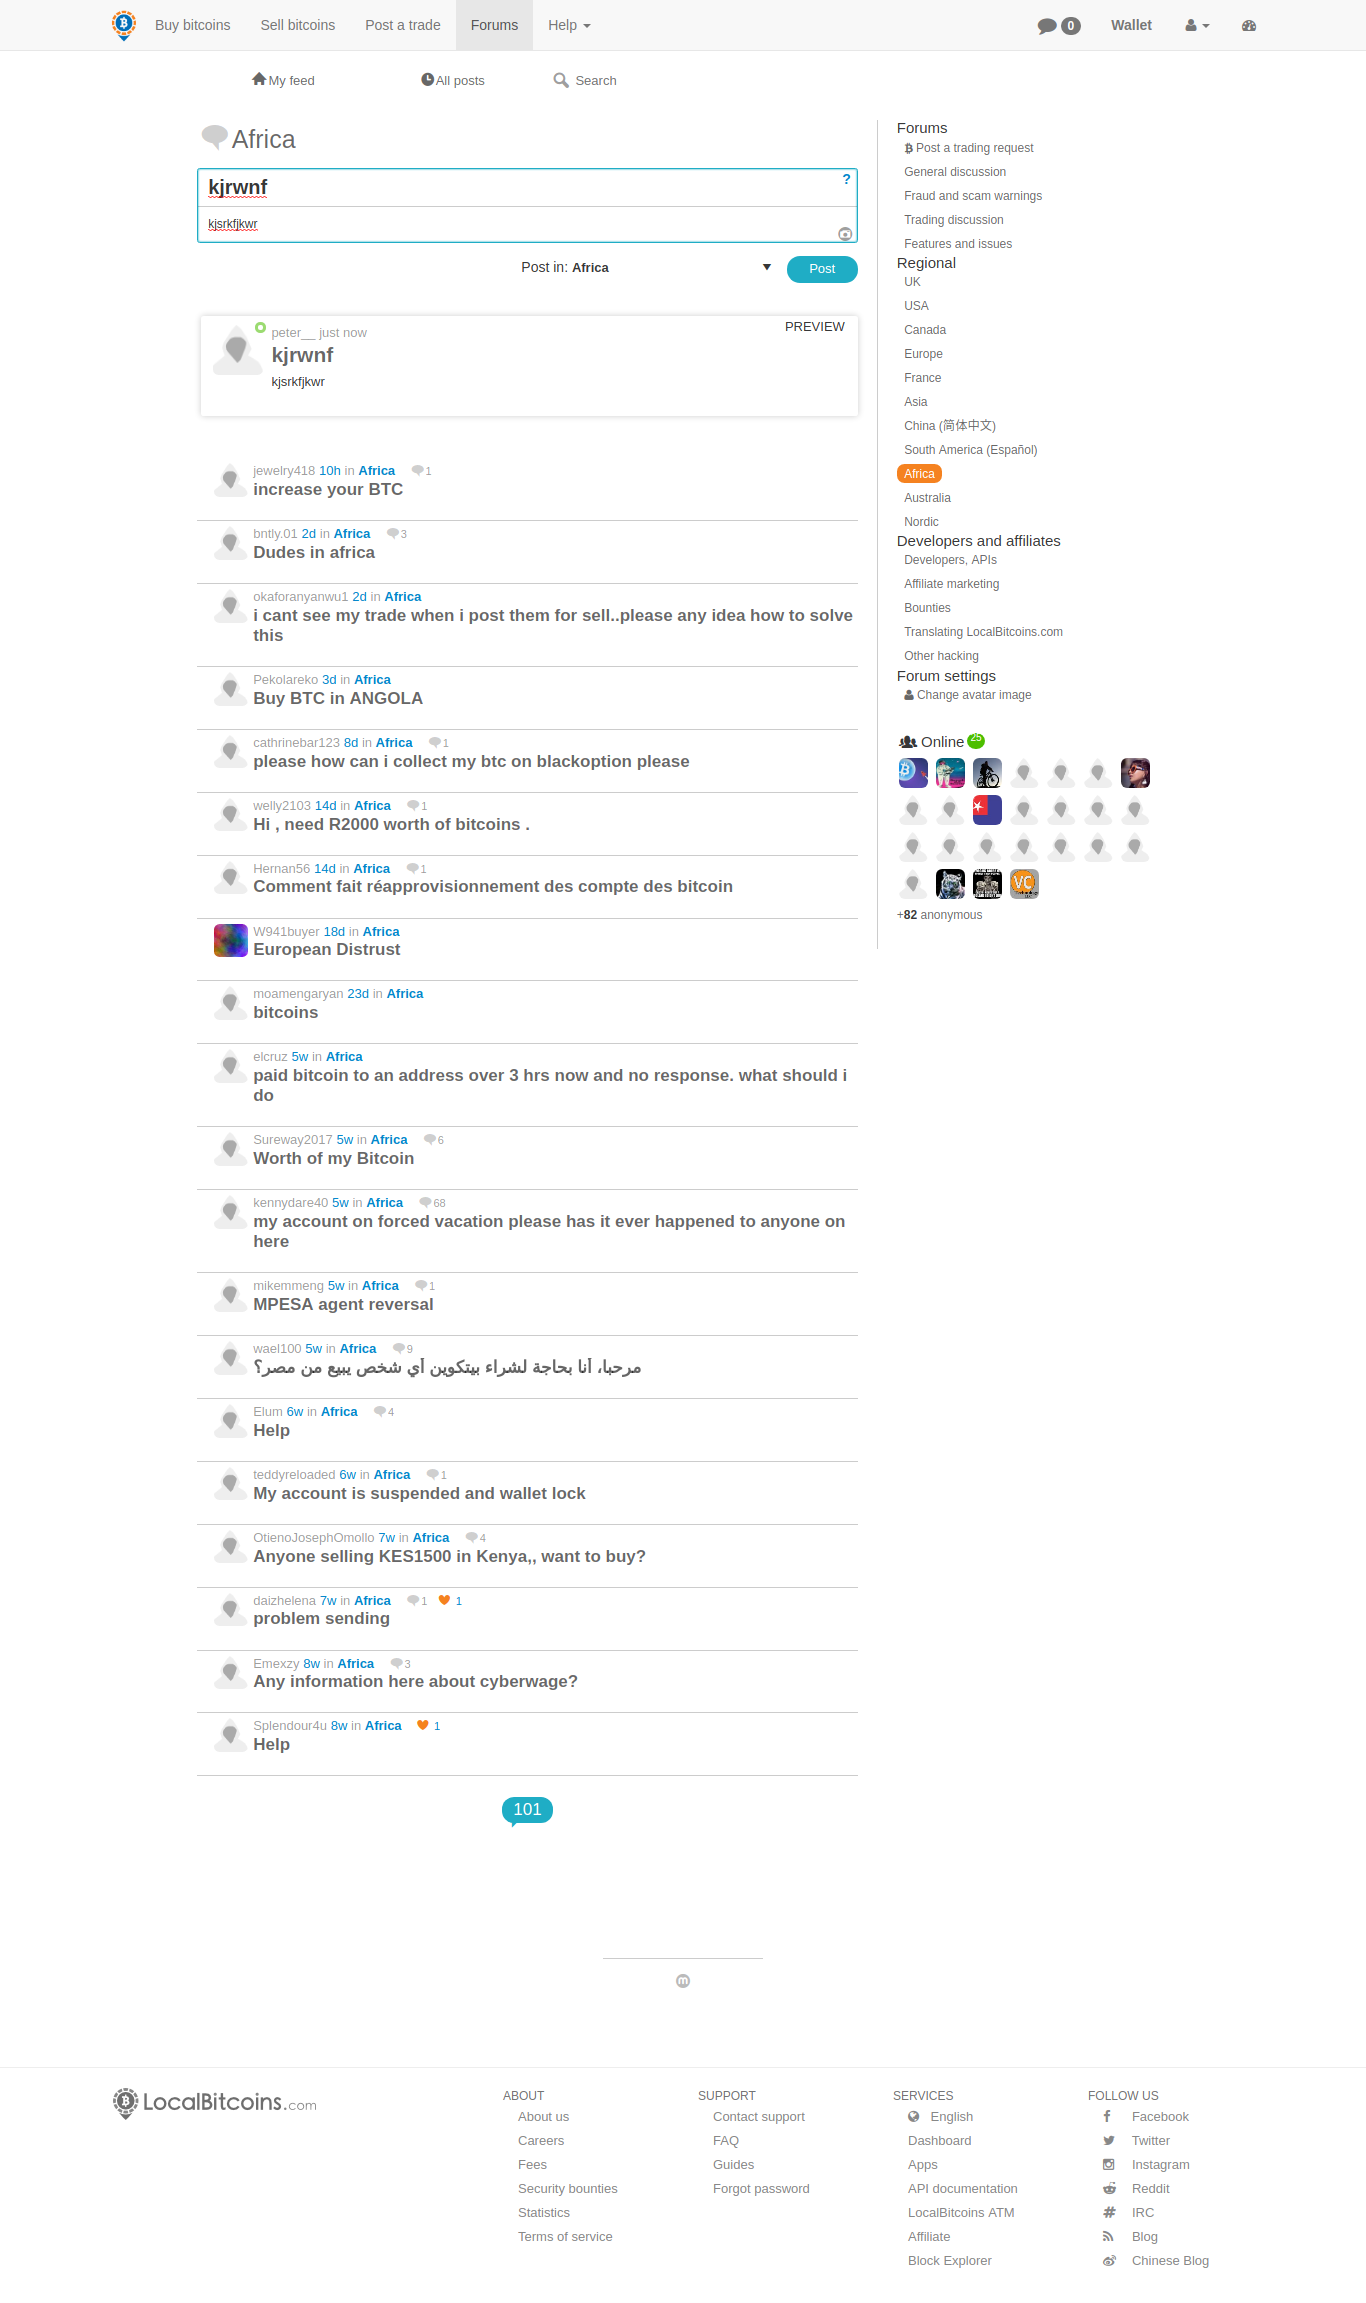 Buy bitcoins Sell bitcoins Post a trade Forums Help 0 Wallet
My feed All posts Search
Africa
kjrwnf ?
kjsrkfjkwr
Post in: Africa Post
peter__ just now PREVIEW
kjrwnf
kjsrkfjkwr
jewelry418 10h in Africa 1
increase your BTC
bntly.01 2d in Africa 3
Dudes in africa
okaforanyanwu1 2d in Africa
i cant see my trade when i post them for sell..please any idea how to solve
this
Pekolareko 3d in Africa
Buy BTC in ANGOLA
cathrinebar123 8d in Africa 1
please how can i collect my btc on blackoption please
welly2103 14d in Africa 1
Hi , need R2000 worth of bitcoins .
Hernan56 14d in Africa 1
Comment fait réapprovisionnement des compte des bitcoin
W941buyer 18d in Africa
European Distrust
moamengaryan 23d in Africa
bitcoins
elcruz 5w in Africa
paid bitcoin to an address over 3 hrs now and no response. what should i
do
Sureway2017 5w in Africa 6
Worth of my Bitcoin
kennydare40 5w in Africa 68
my account on forced vacation please has it ever happened to anyone on
here
mikemmeng 5w in Africa 1
MPESA agent reversal
wael100 5w in Africa 9
مرحبا، أنا بحاجة لشراء بيتكوين أي شخص يبيع من مصر؟
Elum 6w in Africa 4
Help
teddyreloaded 6w in Africa 1
My account is suspended and wallet lock
OtienoJosephOmollo 7w in Africa 4
Anyone selling KES1500 in Kenya,, want to buy?
daizhelena 7w in Africa 1 1
problem sending
Emexzy 8w in Africa 3
Any information here about cyberwage?
Splendour4u 8w in Africa 1
Help
101
Forums
Post a trading request
General discussion
Fraud and scam warnings
Trading discussion
Features and issues
Regional
UK
USA
Canada
Europe
France
Asia
China (简体中文)
South America (Español)
Africa
Australia
Nordic
Developers and affiliates
Developers, APIs
Affiliate marketing
Bounties
Translating LocalBitcoins.com
Other hacking
Forum settings
Change avatar image
Online 25
VC
+82 anonymous
m
LocalBitcoins.com
ABOUT
About us
Careers
Fees
Security bounties
Statistics
Terms of service
SUPPORT
Contact support
FAQ
Guides
Forgot password
SERVICES
English
Dashboard
Apps
API documentation
LocalBitcoins ATM
Affiliate
Block Explorer
FOLLOW US
Facebook
Twitter
Instagram
Reddit
IRC
Blog
Chinese Blog